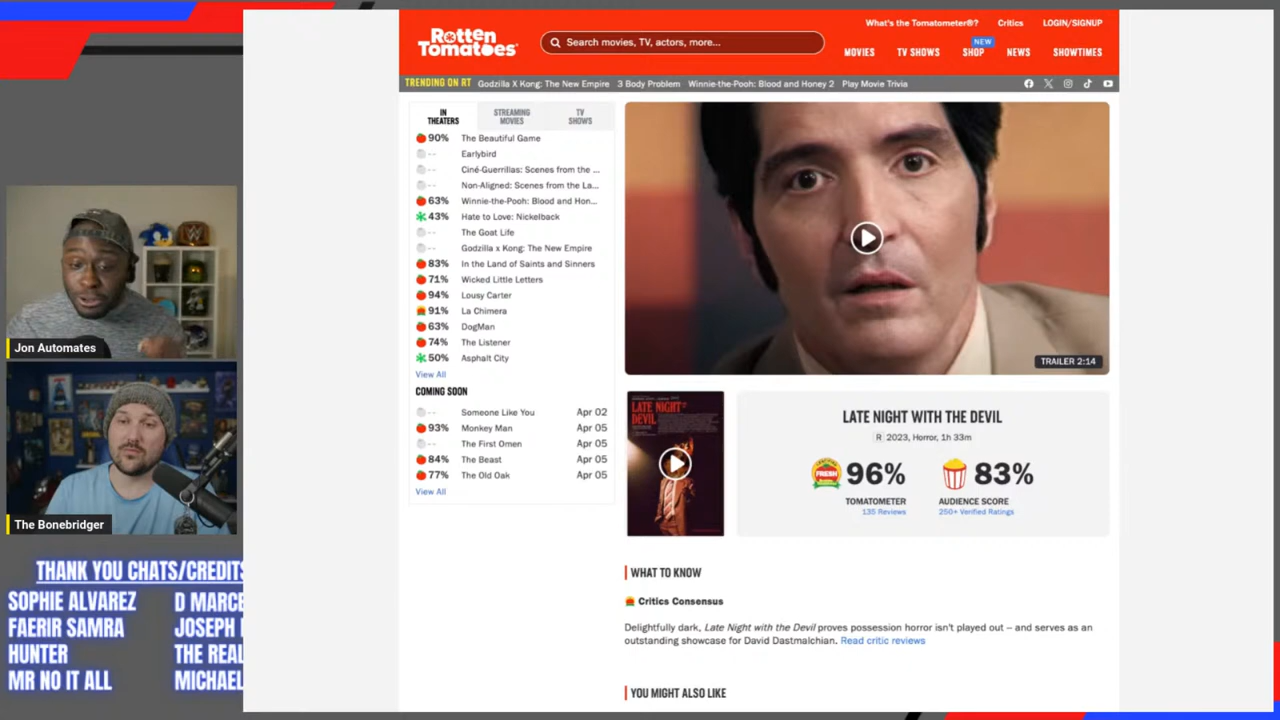 What's the Tomatometer®?
Critics
LOGIN/SIGNUP
Rotten
Tomatoes
Search movies, TV, actors, more...
NEW
MOVIES
TV SHOWS
SHOP
NEWS
SHOWTIMES
TRENDING ON RT
Godzilla X Kong: The New Empire
3 Body Problem
Winnie-the-Pooh: Blood and Honey 2
Play Movie Trivia
IN THEATERS
STREAMING MOVIES
TV SHOWS
90% The Beautiful Game
-- Earlybird
-- Ciné-Guerrillas: Scenes from the ...
-- Non-Aligned: Scenes from the La...
63% Winnie-the-Pooh: Blood and Hon...
43% Hate to Love: Nickelback
-- The Goat Life
-- Godzilla x Kong: The New Empire
83% In the Land of Saints and Sinners
71% Wicked Little Letters
94% Lousy Carter
91% La Chimera
63% DogMan
74% The Listener
50% Asphalt City
View All
COMING SOON
-- Someone Like You Apr 02
93% Monkey Man Apr 05
-- The First Omen Apr 05
84% The Beast Apr 05
77% The Old Oak Apr 05
View All
TRAILER 2:14
LATE NIGHT
DEVIL
LATE NIGHT WITH THE DEVIL
R 2023, Horror, 1h 33m
FRESH
96%
83%
TOMATOMETER
AUDIENCE SCORE
135 Reviews
250+ Verified Ratings
WHAT TO KNOW
Critics Consensus
Delightfully dark, Late Night with the Devil proves possession horror isn't played out -- and serves as an
outstanding showcase for David Dastmalchian. Read critic reviews
YOU MIGHT ALSO LIKE
Jon Automates
The Bonebridger
THANK YOU CHATS/CREDITS
SOPHIE ALVAREZ
D MARCE
FAERIR SAMRA
JOSEPH
HUNTER
THE REAL
MR NO IT ALL
MICHAEL